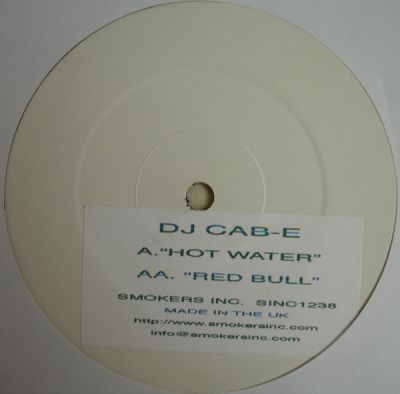 DJ CAB-E
A."HOT WATER"
AA. "RED BULL"
SMOKERS INC. SINC1238
MADE IN THE UK
http://www.smokersinc.com
info@smokersinc.com